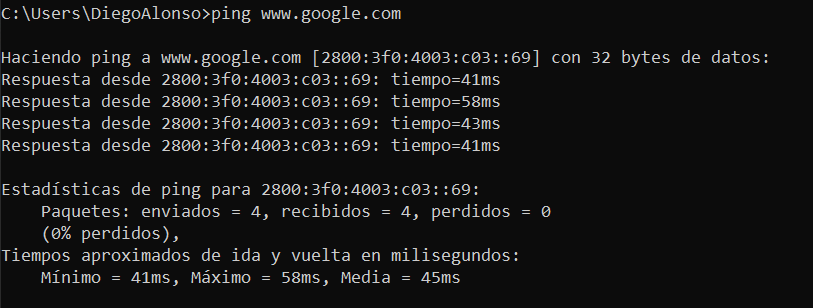 C:\Users\DiegoAlonso>ping www.google.com
Haciendo ping a www.google.com [2800:3f0:4003:c03::69] con 32 bytes de datos:
Respuesta desde 2800:3f0:4003:c03::69: tiempo=41ms
Respuesta desde 2800:3f0:4003:c03::69: tiempo=58ms
Respuesta desde 2800:3f0:4003:c03::69: tiempo=43ms
Respuesta desde 2800:3f0:4003:c03::69: tiempo=41ms
Estadísticas de ping para 2800:3f0:4003:c03::69:
Paquetes: enviados = 4, recibidos = 4, perdidos = 0
(0% perdidos),
Tiempos aproximados de ida y vuelta en milisegundos:
Mínimo = 41ms, Máximo = 58ms, Media = 45ms